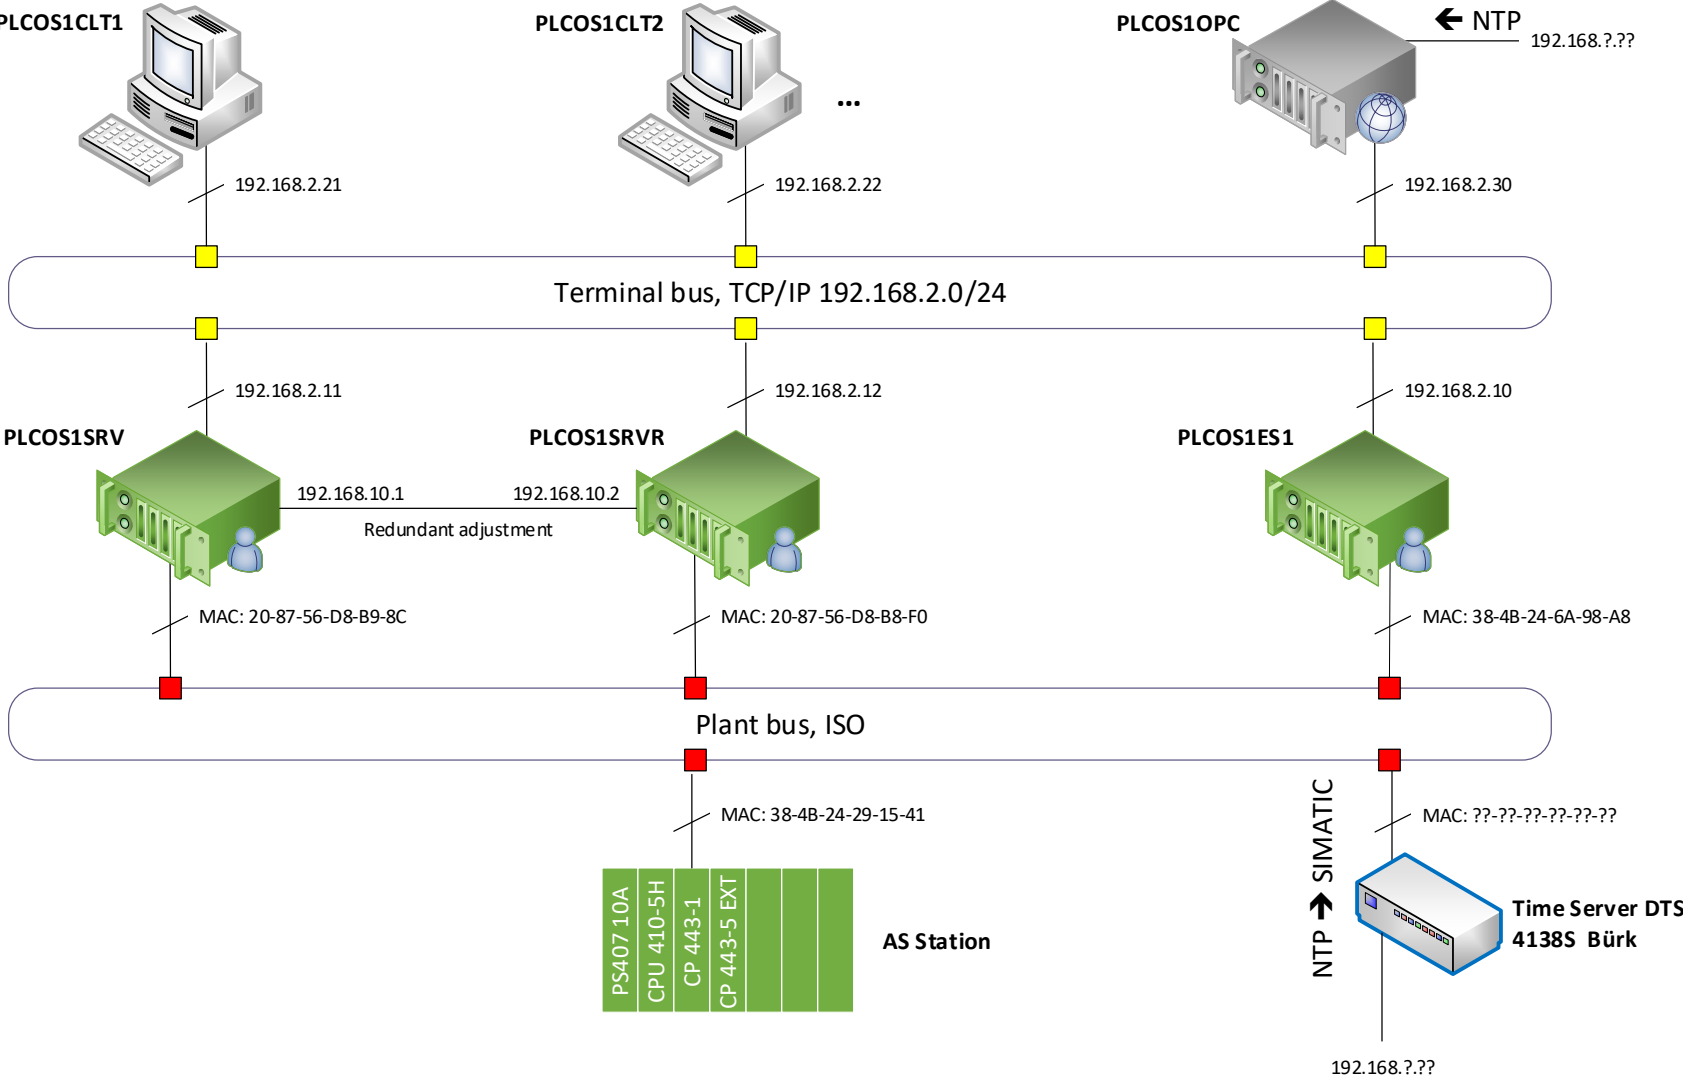 PLCOS1CLT1
PLCOS1CLT2
PLCOS1OPC
🡰 NTP
192.168.?.??
...
192.168.2.21
192.168.2.22
192.168.2.30
Terminal bus, TCP/IP 192.168.2.0/24
192.168.2.11
192.168.2.12
192.168.2.10
PLCOS1SRV
PLCOS1SRVR
PLCOS1ES1
192.168.10.1
192.168.10.2
Redundant adjustment
MAC: 20-87-56-D8-B9-8C
MAC: 20-87-56-D8-B8-F0
MAC: 38-4B-24-6A-98-A8
Plant bus, ISO
MAC: 38-4B-24-29-15-41
MAC: ??-??-??-??-??-??
NTP 🡲 SIMATIC
PS407 10A
CPU 410-5H
CP 443-1
CP 443-5 EXT
AS Station
Time Server DTS
4138S Bürk
192.168.?.??